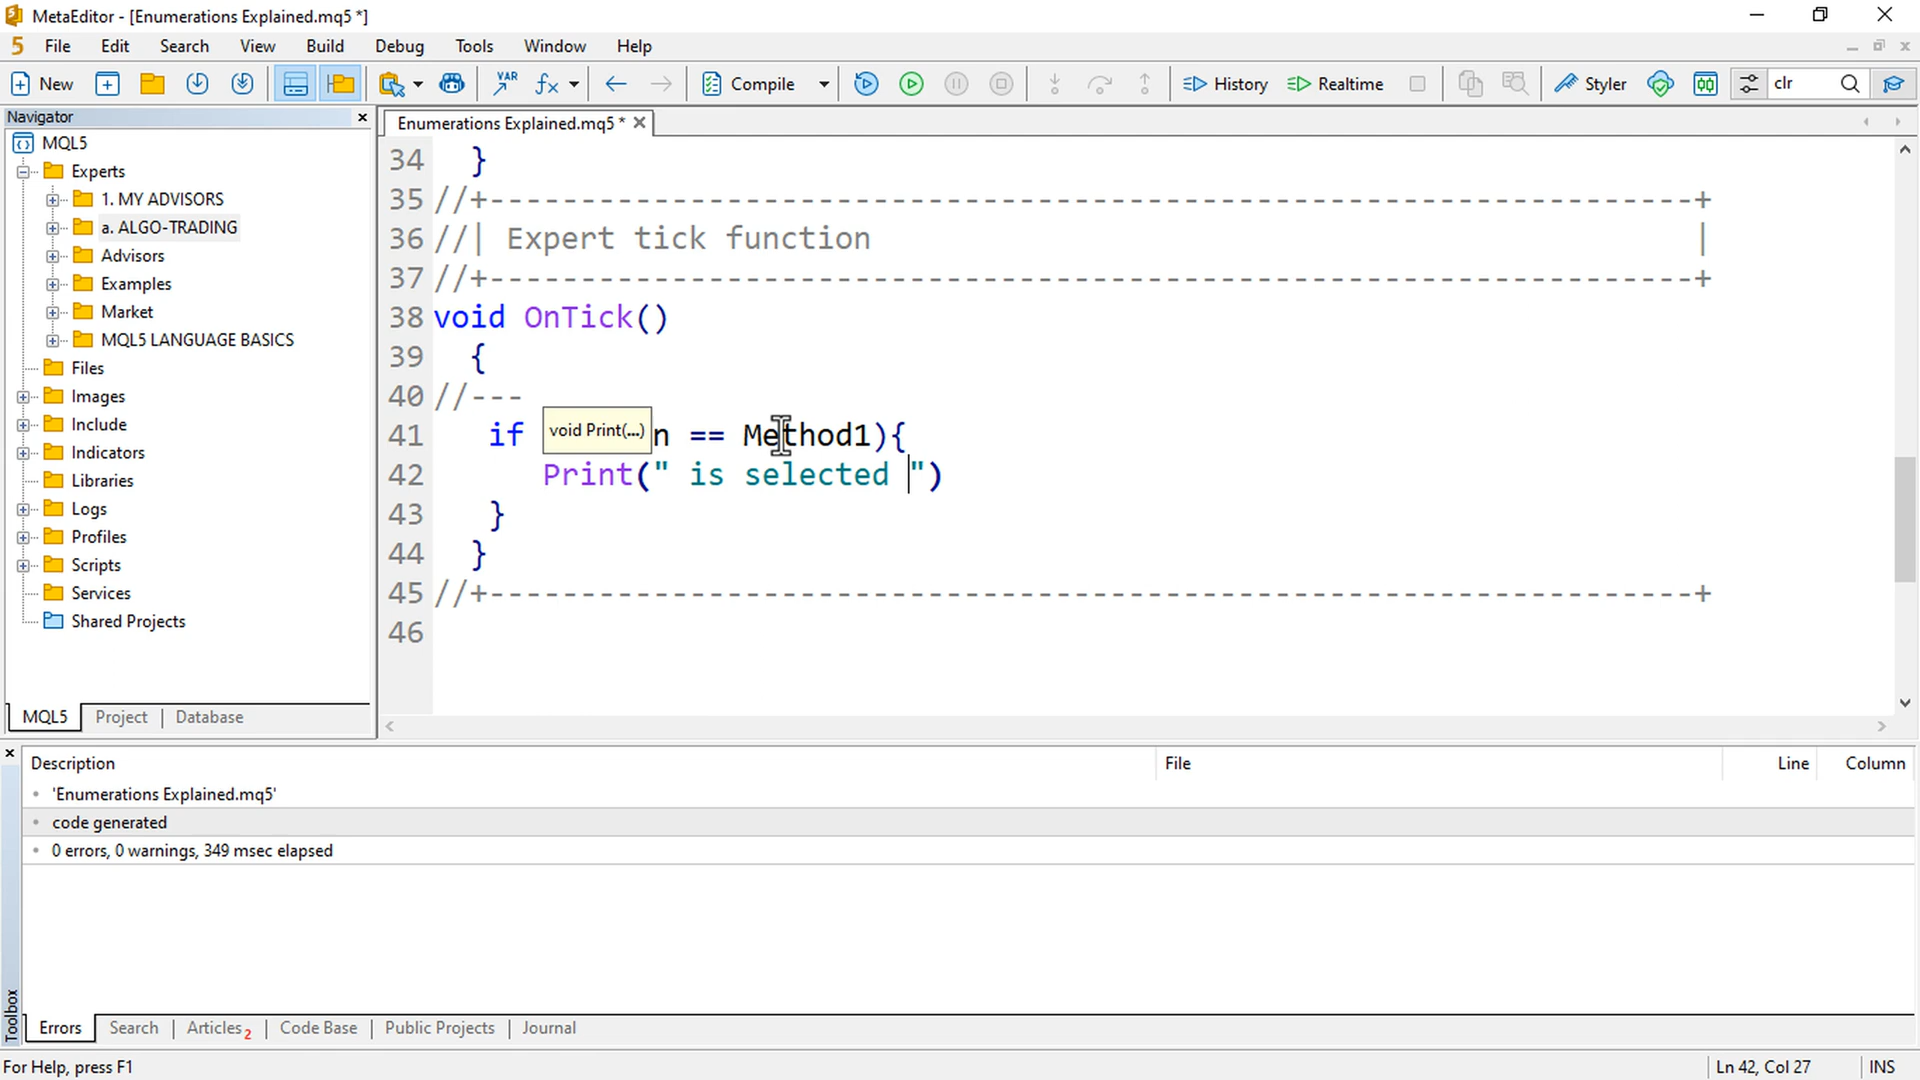 MetaEditor - [Enumerations Explained.mq5 *]
5 File Edit Search View Build Debug Tools Window Help
New VAR Compile History Realtime Styler clr
Navigator
Enumerations Explained.mq5 *
MQL5
Experts
1. MY ADVISORS
a. ALGO-TRADING
Advisors
Examples
Market
MQL5 LANGUAGE BASICS
Files
Images
Include
Indicators
Libraries
Logs
Profiles
Scripts
Services
Shared Projects
MQL5 Project Database
34 }
35 //+------------------------------------------------------------------+
36 //| Expert tick function |
37 //+------------------------------------------------------------------+
38 void OnTick()
39 {
40 //---
void Print(...)
41 if n == Method1){
42 Print(" is selected ")
43 }
44 }
45 //+------------------------------------------------------------------+
46
Description File Line Column
'Enumerations Explained.mq5'
code generated
0 errors, 0 warnings, 349 msec elapsed
Toolbox
Errors Search Articles 2 Code Base Public Projects Journal
For Help, press F1 Ln 42, Col 27 INS